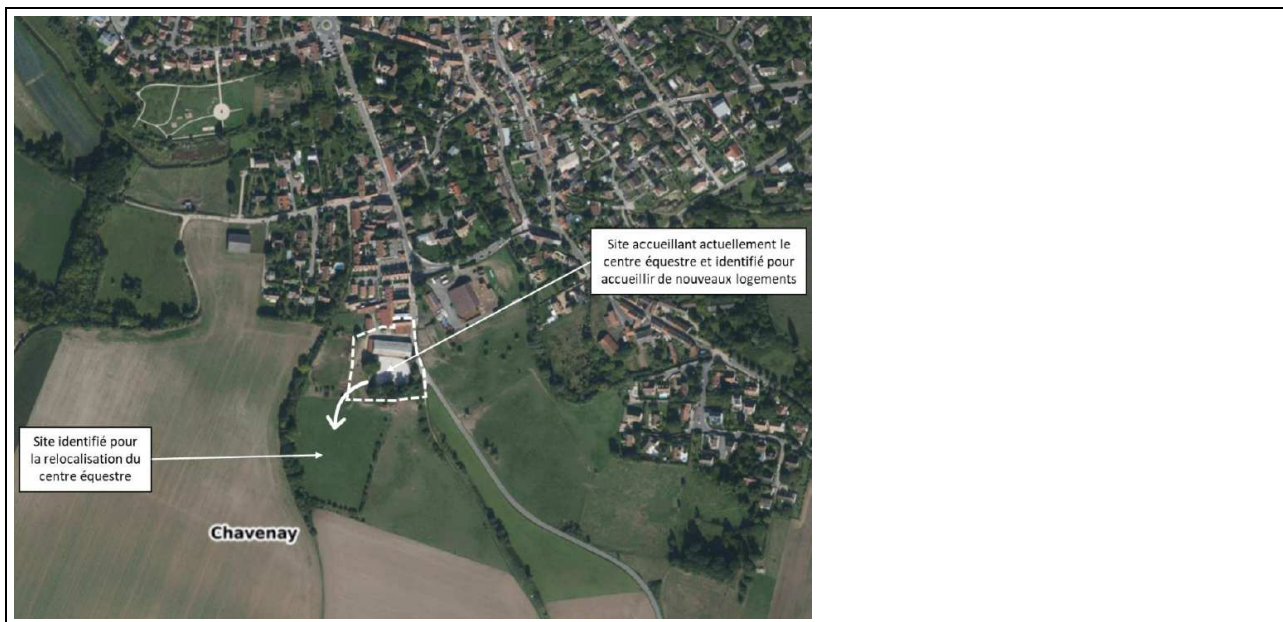 Site accueillant actuellement le
centre équestre et identifié pour
accueillir de nouveaux logements
Site identifié pour
la relocalisation du
centre équestre
Chavenay